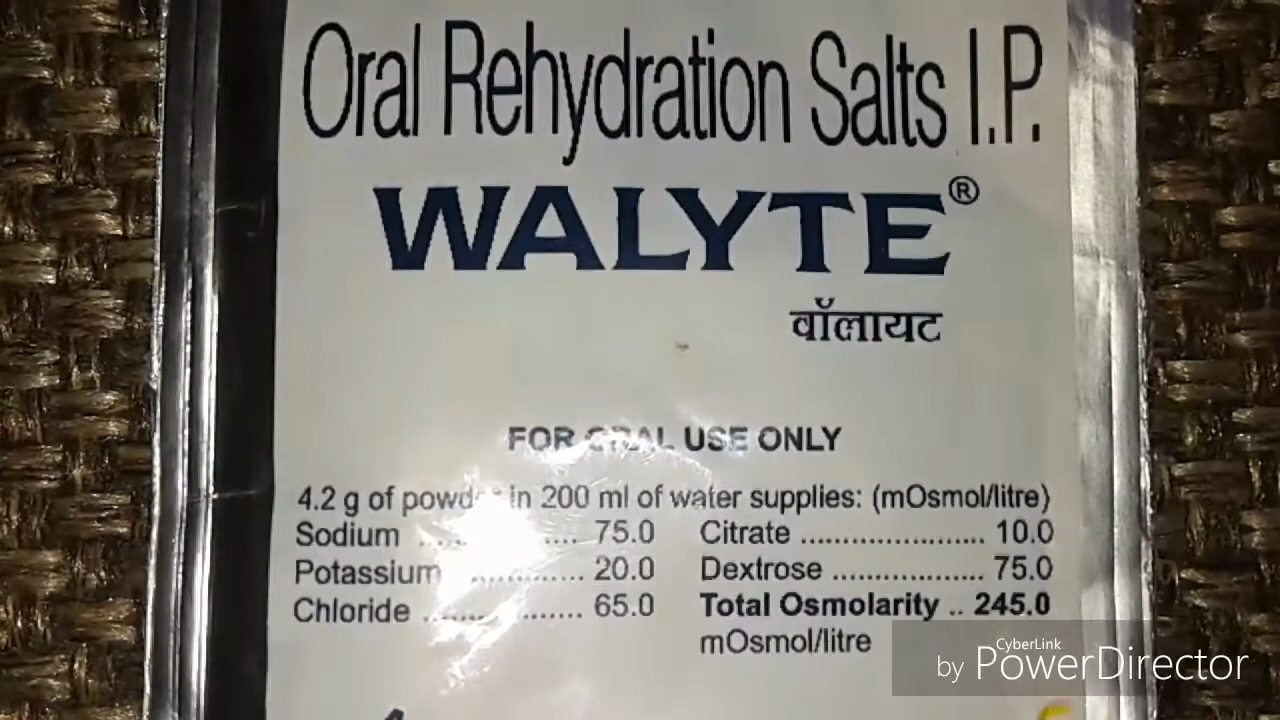 Oral Rehydration Salts I.P.
WALYTE®
वॉलायट
FOR ORAL USE ONLY
4.2 g of powder in 200 ml of water supplies: (mOsmol/litre)
Sodium ............ 75.0 Citrate ...................... 10.0
Potassium ............ 20.0 Dextrose .................. 75.0
Chloride .................. 65.0 Total Osmolarity .. 245.0
mOsmol/litre
CyberLink
by PowerDirector